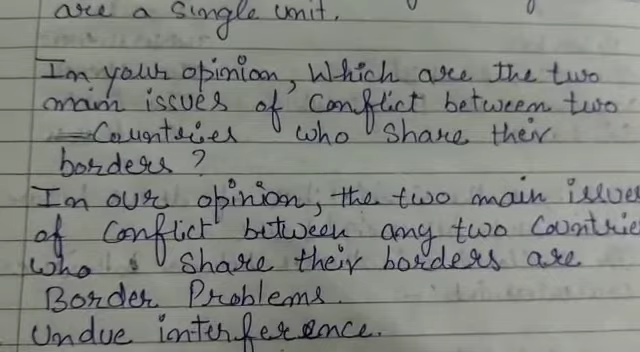 are a single unit.
In your opinion, Which are the two
main issues of Conflict between two
Countries who share their
borders ?
In our opinion, the two main issues
of Conflict between any two Countrie
who share their borders are
Border Problems.
Undue interference.